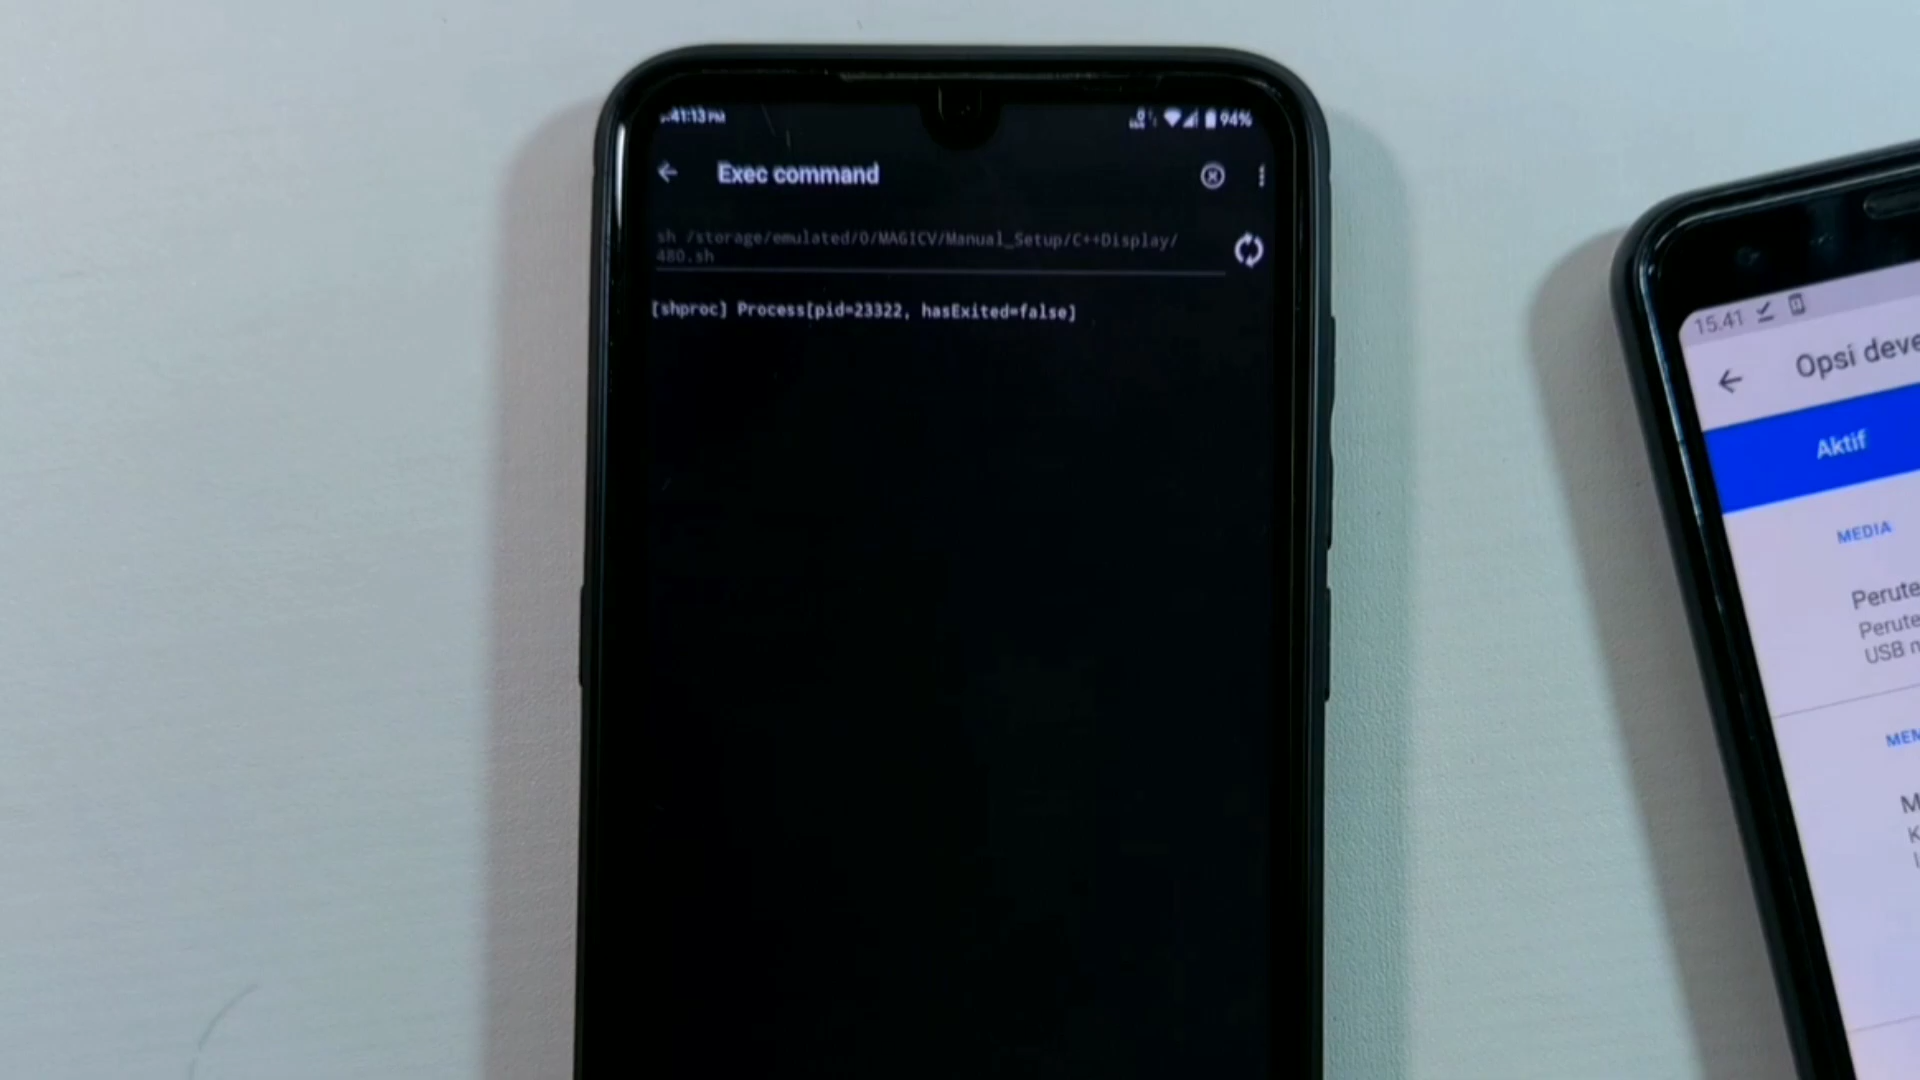 :41:13 PM
94%
Exec command
sh /storage/emulated/0/MAGICV/Manual_Setup/C++Display/
480.sh
[shproc] Process[pid=23322, hasExited=false]
15.41
Opsi deve
Aktif
MEDIA
Perute
Perute
USB m
MEM
M
K